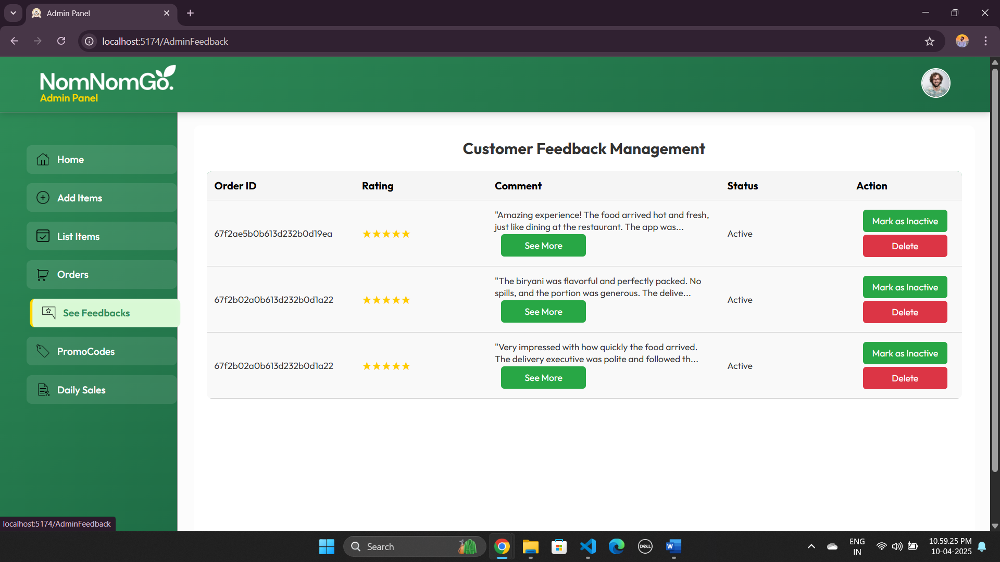 Admin Panel
localhost:5174/AdminFeedback
NomNomGo.
Admin Panel
Home
Add Items
List Items
Orders
See Feedbacks
PromoCodes
Daily Sales
Customer Feedback Management
Order ID Rating Comment Status Action
67f2ae5b0b613d232b0d19ea ★★★★★ "Amazing experience! The food arrived hot and fresh,
just like dining at the restaurant. The app was...
See More
Active
Mark as Inactive
Delete
67f2b02a0b613d232b0d1a22 ★★★★★ "The biryani was flavorful and perfectly packed. No
spills, and the portion was generous. The delive...
See More
Active
Mark as Inactive
Delete
67f2b02a0b613d232b0d1a22 ★★★★★ "Very impressed with how quickly the food arrived.
The delivery executive was polite and followed th...
See More
Active
Mark as Inactive
Delete
localhost:5174/AdminFeedback
Search
DELL
W
ENG
IN
10.59.25 PM
10-04-2025